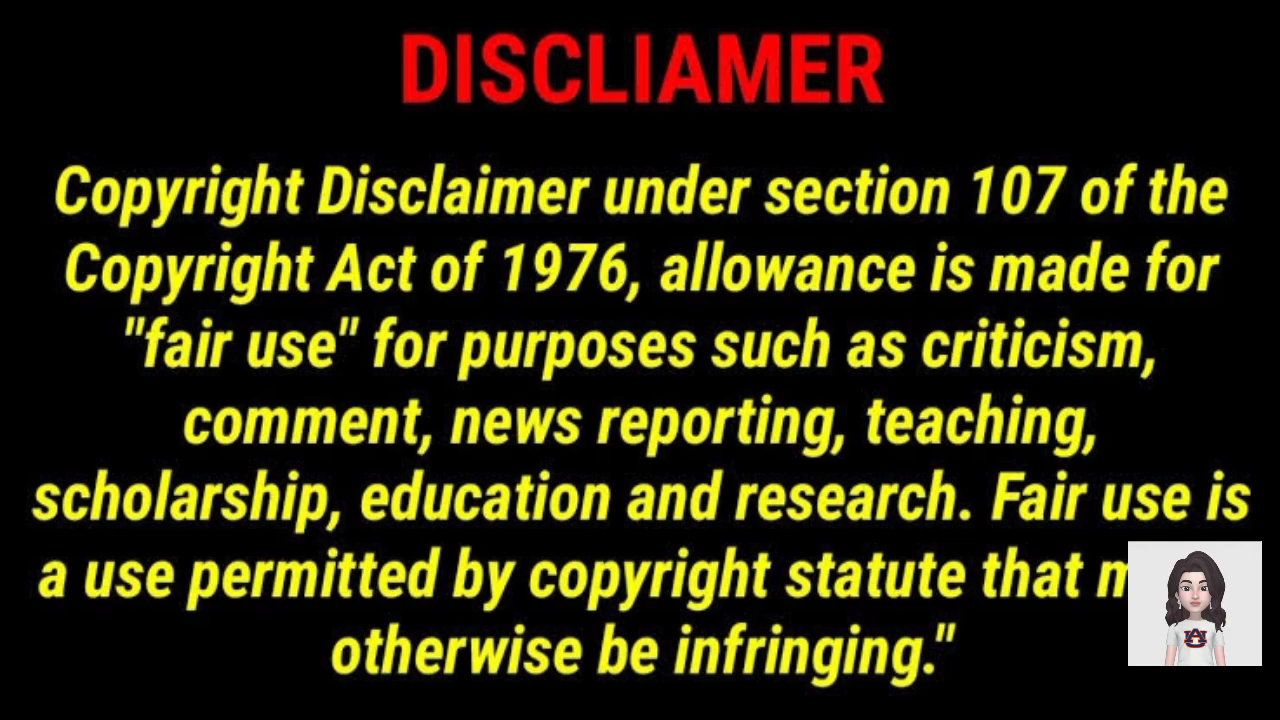 DISCLIAMER
Copyright Disclaimer under section 107 of the
Copyright Act of 1976, allowance is made for
"fair use" for purposes such as criticism,
comment, news reporting, teaching,
scholarship, education and research. Fair use is
a use permitted by copyright statute that
otherwise be infringing."